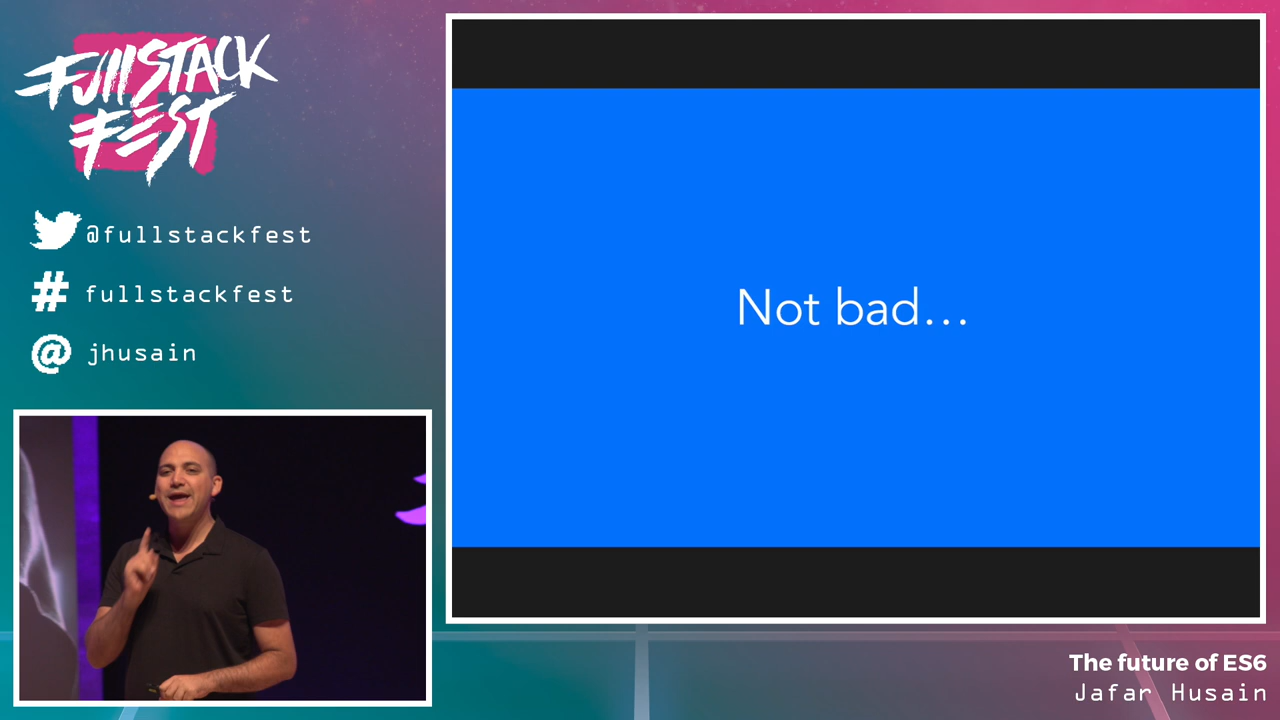 FullStack
Fest
@fullstackfest
# fullstackfest
@ jhusain
Not bad...
The future of ES6
Jafar Husain